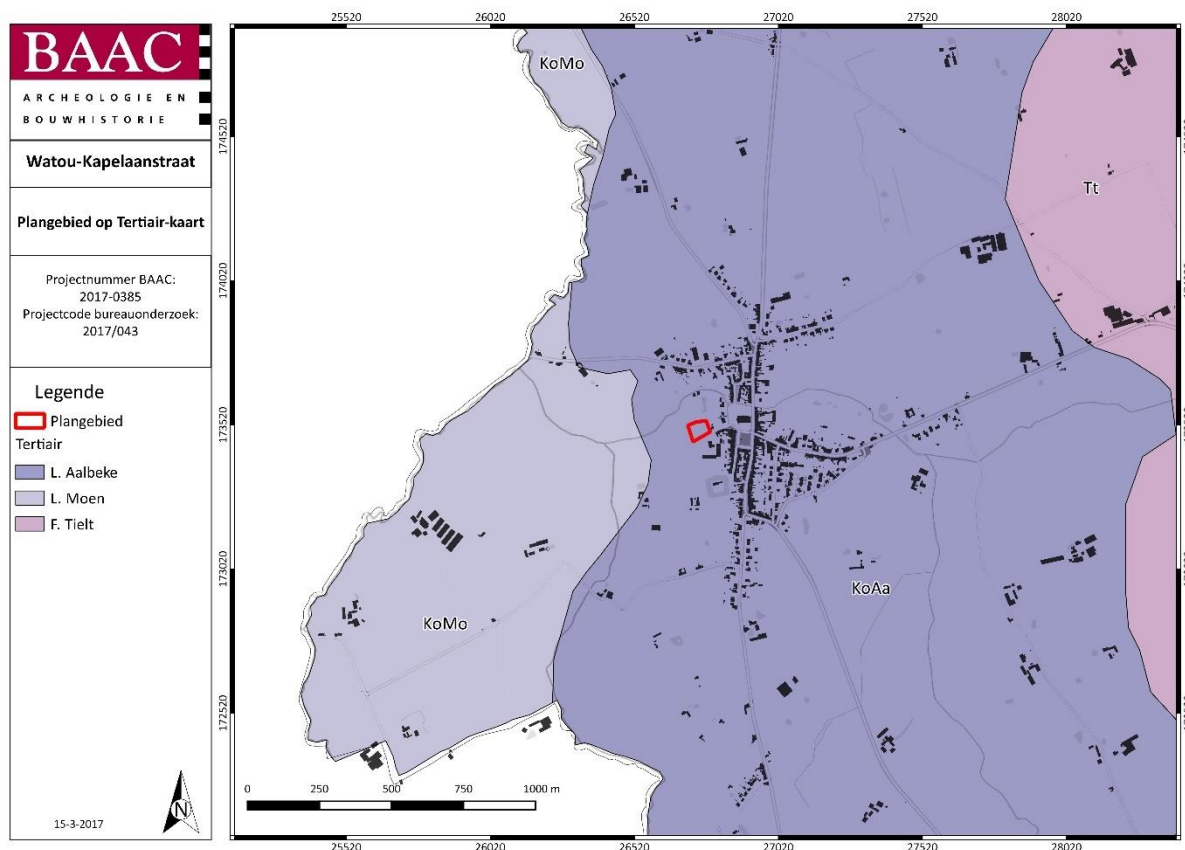 BAAC
ARCHEOLOGIE EN
BOUWHISTORIE
Watou-Kapelaanstraat
Plangebied op Tertiair-kaart
Projectnummer BAAC:
2017-0385
Projectcode bureauonderzoek:
2017/043
Legende
Plangebied
Tertiair
L. Aalbeke
L. Moen
F. Tielt
15-3-2017
N
25520 26020 26520 27020 27520 28020
174520
174020
173520
173020
172520
KoMo
Tt
KoAa
KoMo
0 250 500 750 1000 m
25520 26020 26520 27020 27520 28020